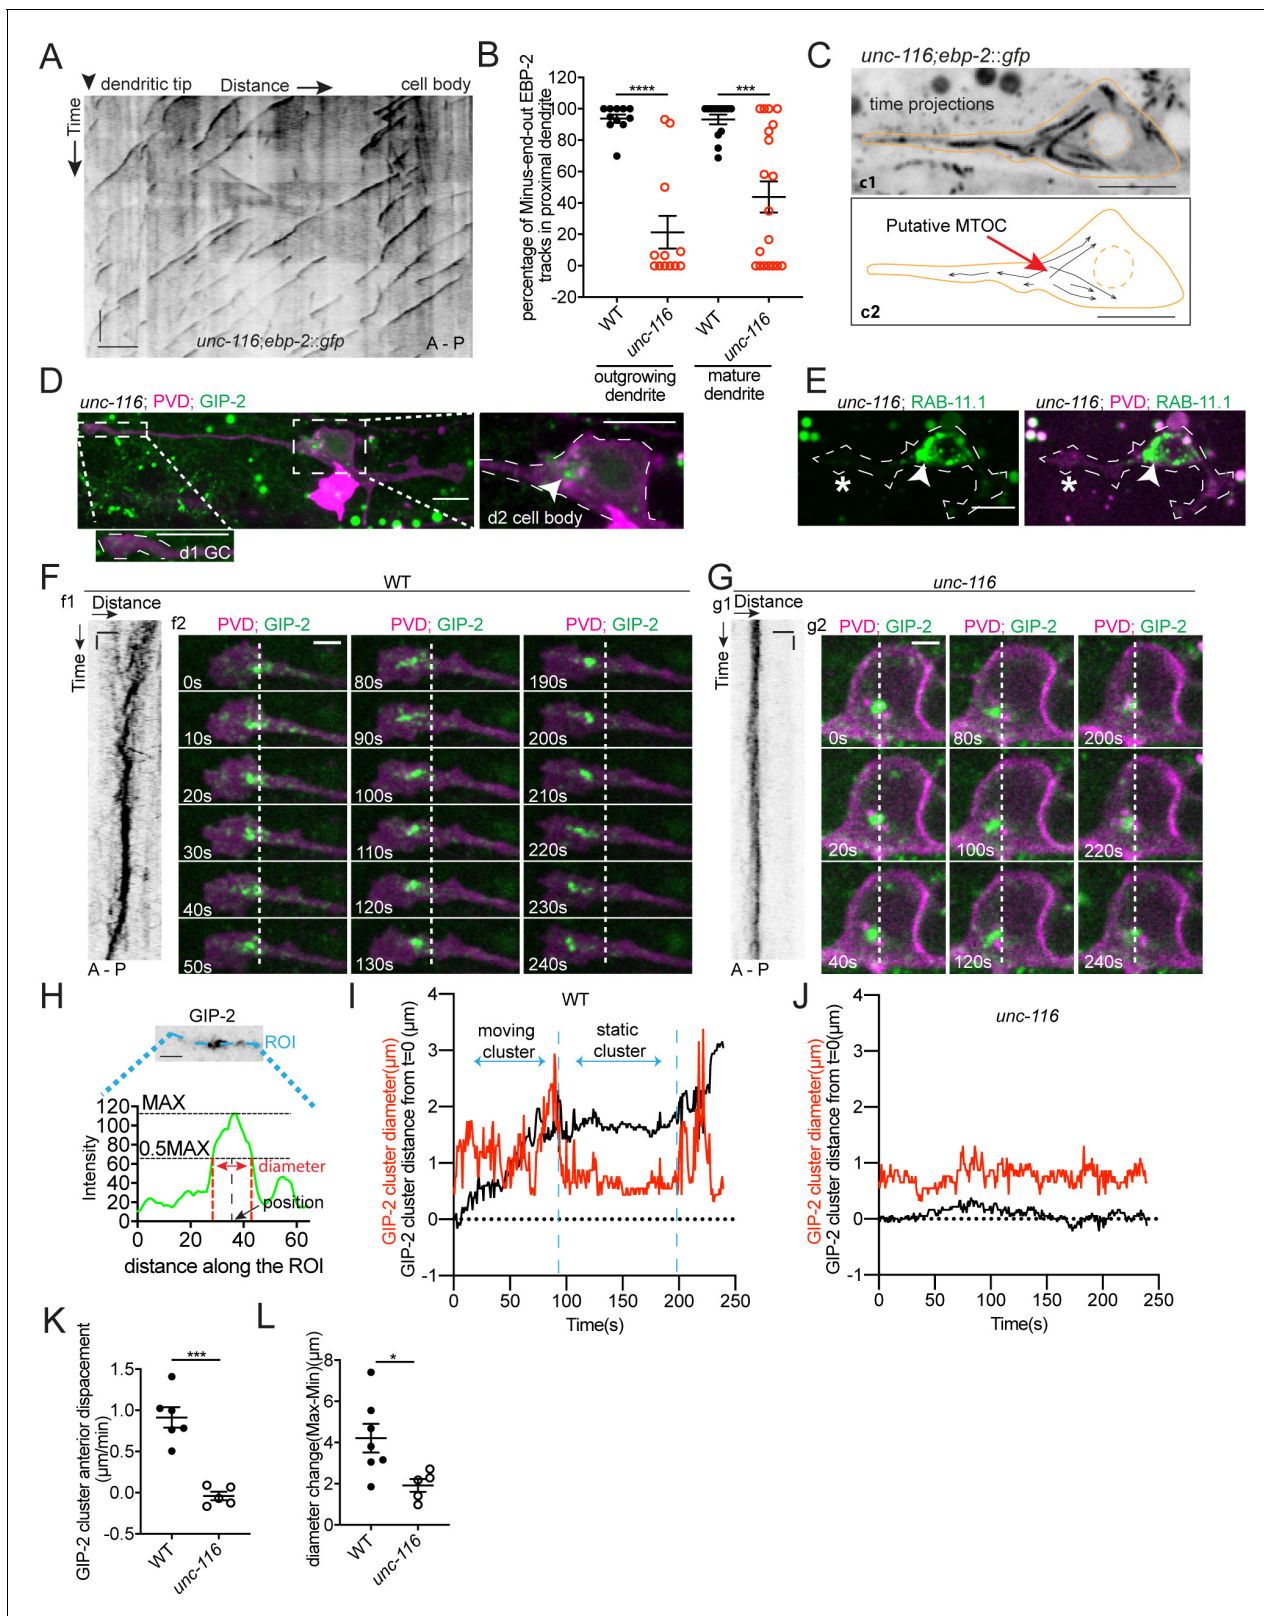 A
dendritic tip
Distance
cell body
Time
unc-116;ebp-2::gfp
A - P
B
percentage of Minus-end-out EBP-2
tracks in proximal dendrite
120
100
80
60
40
20
0
-20
****
***
WT
unc-116
WT
unc-116
outgrowing
dendrite
mature
dendrite
C
unc-116;ebp-2::gfp
time projections
c1
Putative MTOC
c2
D
unc-116; PVD; GIP-2
d2 cell body
d1 GC
E
unc-116; RAB-11.1
unc-116; PVD; RAB-11.1
*
*
F
WT
f1
Distance
Time
A - P
f2
PVD; GIP-2
PVD; GIP-2
PVD; GIP-2
0s
80s
190s
10s
90s
200s
20s
100s
210s
30s
110s
220s
40s
120s
230s
50s
130s
240s
G
unc-116
g1
Distance
Time
A - P
g2
PVD; GIP-2
PVD; GIP-2
PVD; GIP-2
0s
80s
200s
20s
100s
220s
40s
120s
240s
H
GIP-2
ROI
Intensity
120
100
80
60
40
20
0
MAX
0.5MAX
diameter
position
0
20
40
60
distance along the ROI
I
WT
GIP-2 cluster diameter(µm)
GIP-2 cluster distance from t=0 (µm)
4
3
2
1
0
-1
moving
cluster
static
cluster
0
50
100
150
200
250
Time(s)
J
unc-116
GIP-2 cluster diameter(µm)
GIP-2 cluster distance from t=0(µm)
4
3
2
1
0
-1
0
50
100
150
200
250
Time(s)
K
GIP-2 cluster anterior dispacement
(µm/min)
1.5
1.0
0.5
0.0
-0.5
***
WT
unc-116
L
diameter change(Max-Min)(µm)
8
6
4
2
0
*
WT
unc-116